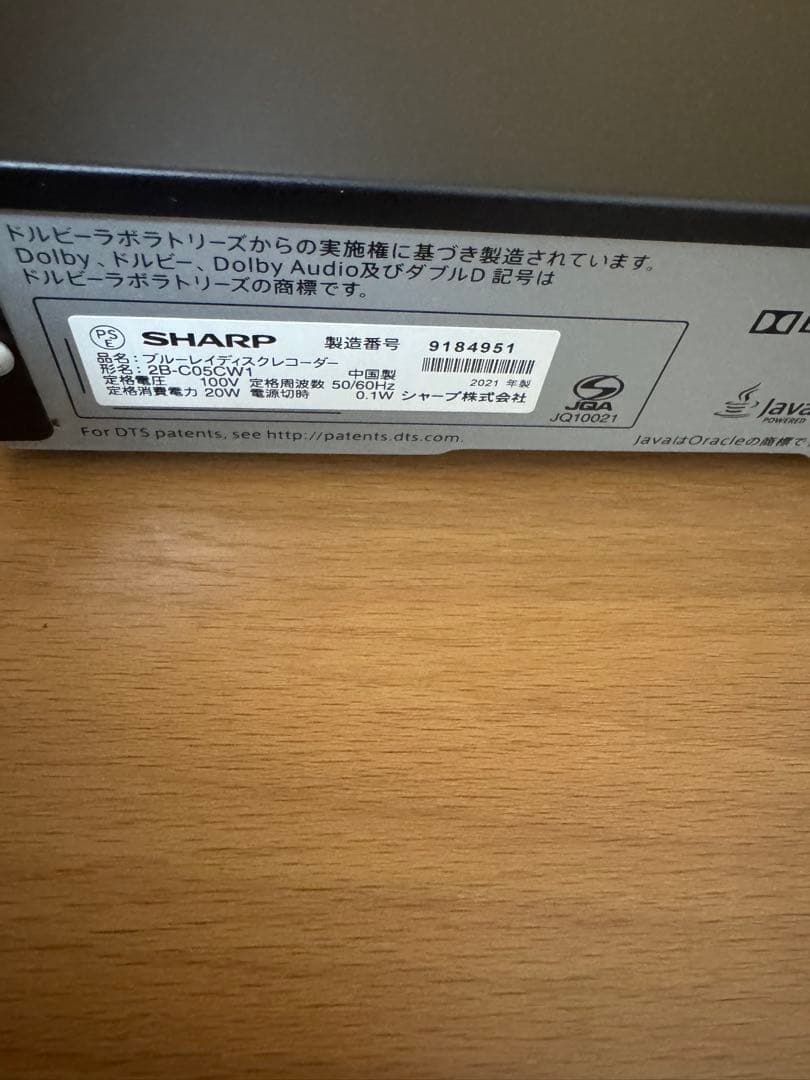 ドルビーラボラトリーズからの実施権に基づき製造されています。
Dolby、ドルビー、Dolby Audio及びダブルD 記号は
ドルビーラボラトリーズの商標です。
PS E SHARP 製造番号 9184951
品名：ブルーレイディスクレコーダー
形名：2B-C05CW1 中国製
定格電圧 100V 定格周波数 50/60Hz 2021 年製
定格消費電力 20W 電源切時 0.1W シャープ株式会社
JQA
JQ10021
Java
POWERED
For DTS patents, see http://patents.dts.com.
JavaはOracleの商標で